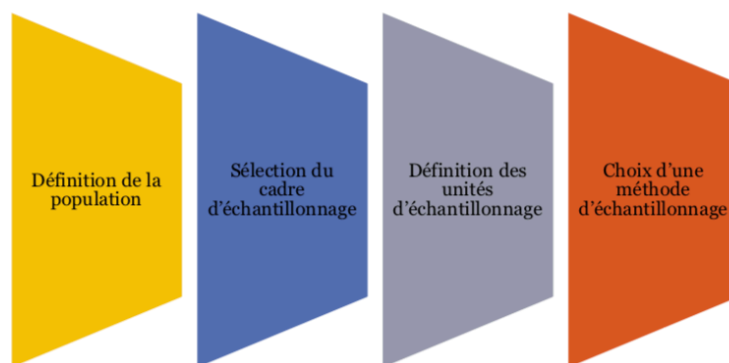 Définition de la
population
Sélection du
cadre
d’échantillonnage
Définition des
unités
d’échantillonnage
Choix d’une
méthode
d’échantillonnage